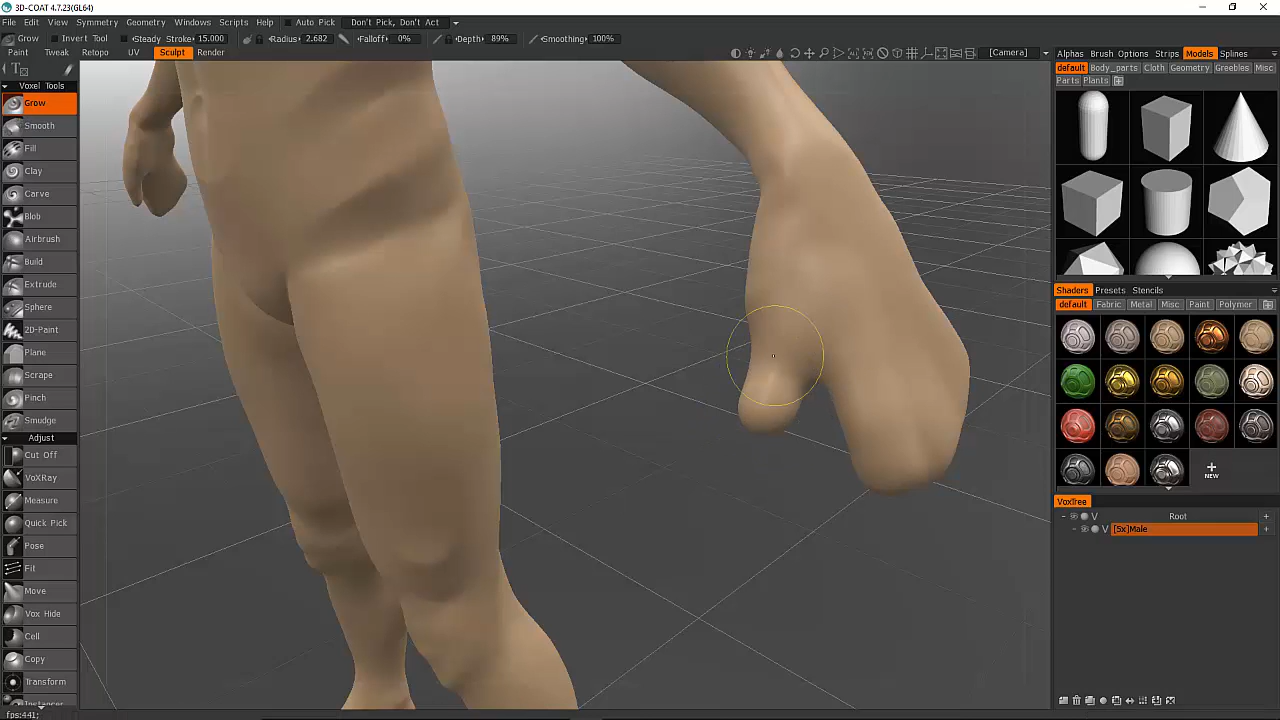 3D-COAT 4.7.23(GL64)
File Edit View Symmetry Geometry Windows Scripts Help Auto Pick Don't Pick, Don't Act
Grow Invert Tool Steady Stroke: 15.000 Radius: 2.682 Falloff: 0% Depth: 89% Smoothing: 100%
Paint Tweak Retopo UV Sculpt Render [Camera]
Alphas Brush Options Strips Models Splines
default Body_parts Cloth Geometry Greebles Misc
Parts Plants
Voxel Tools
Grow
Smooth
Fill
Clay
Carve
Blob
Airbrush
Build
Extrude
Sphere
2D-Paint
Plane
Scrape
Pinch
Smudge
Adjust
Cut Off
VoXRay
Measure
Quick Pick
Pose
Fit
Move
Vox Hide
Cell
Copy
Transform
Shaders Presets Stencils
default Fabric Metal Misc Paint Polymer
NEW
VoxTree
V Root +
V [5x]Male +
fps:441;